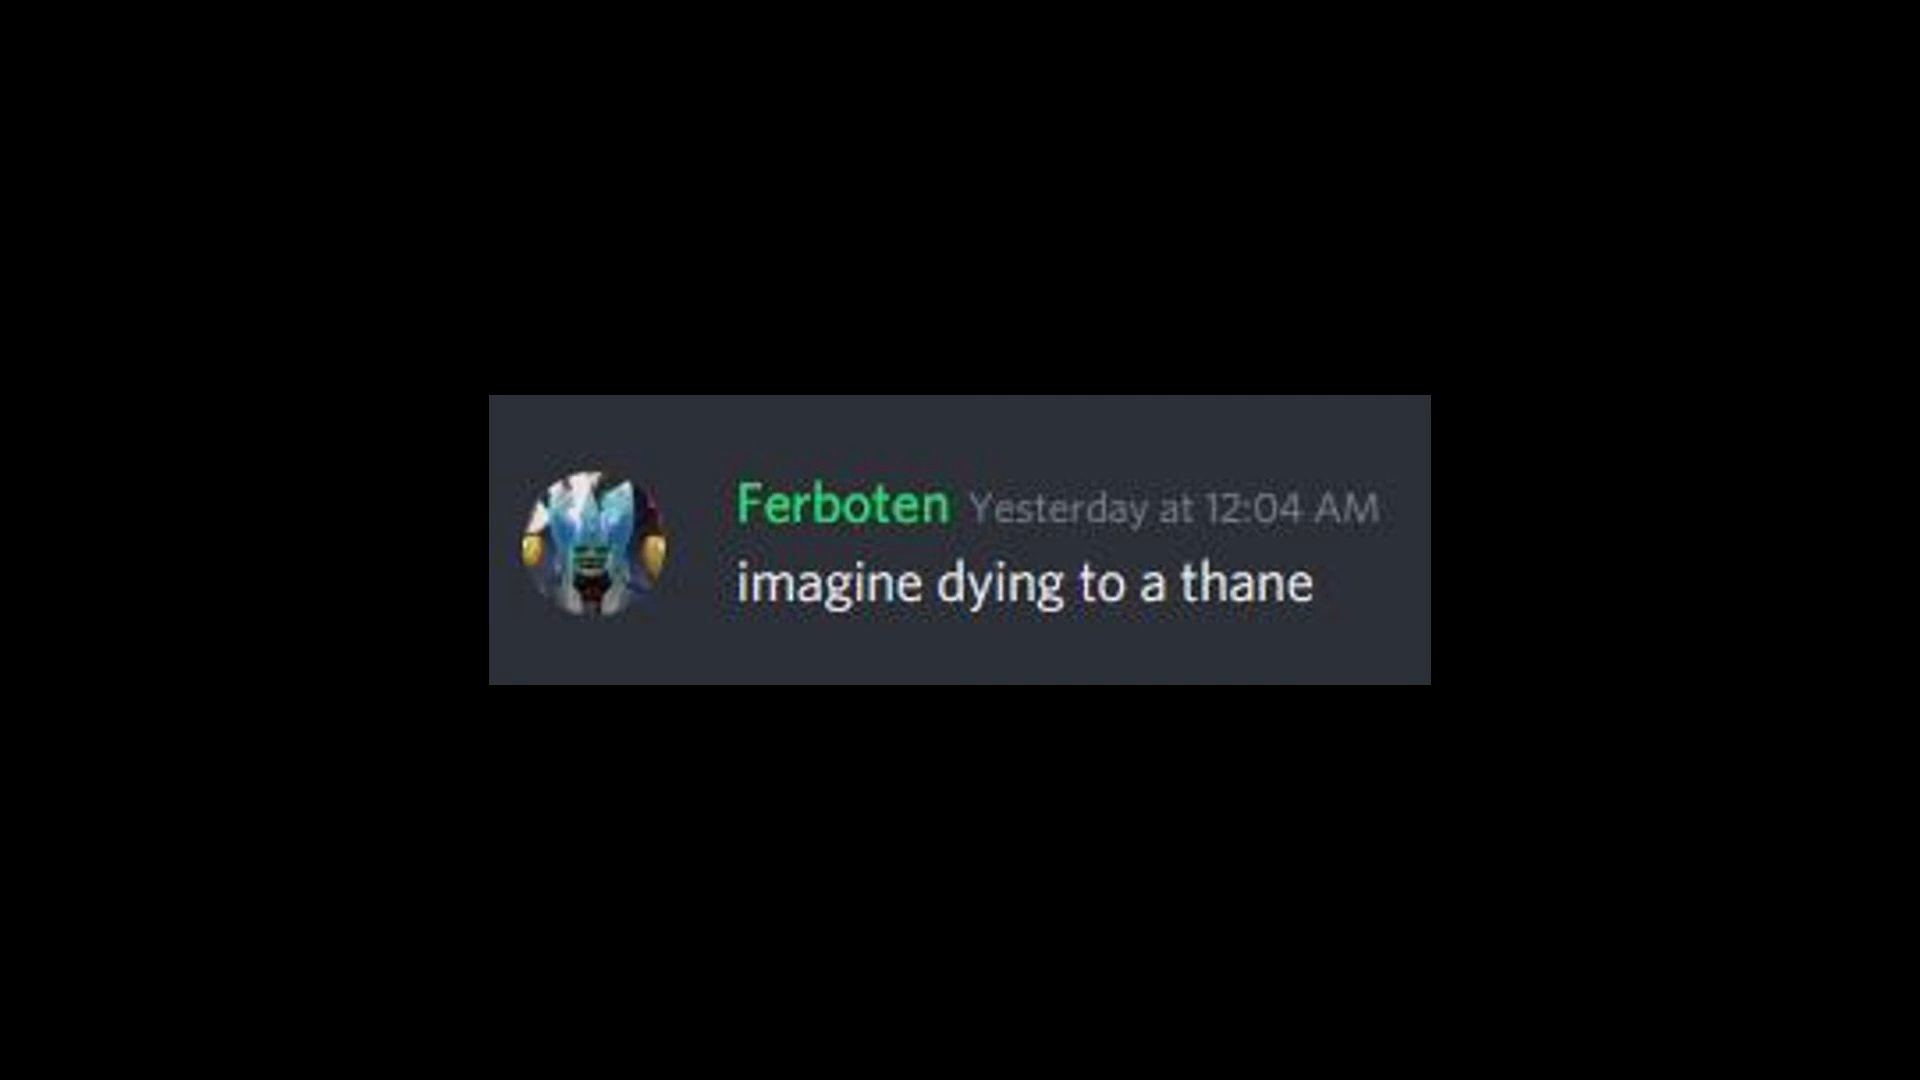 Ferboten Yesterday at 12:04 AM
imagine dying to a thane